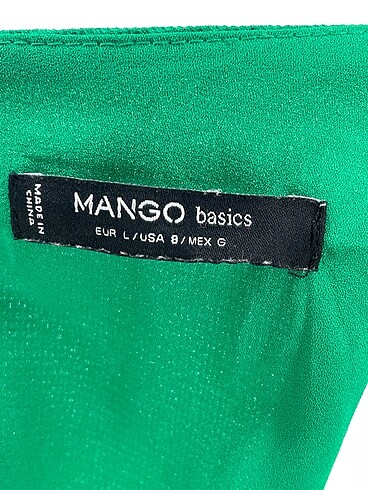 MADE IN
CHINA
MANGO basics
EUR L/USA 8/MEX G